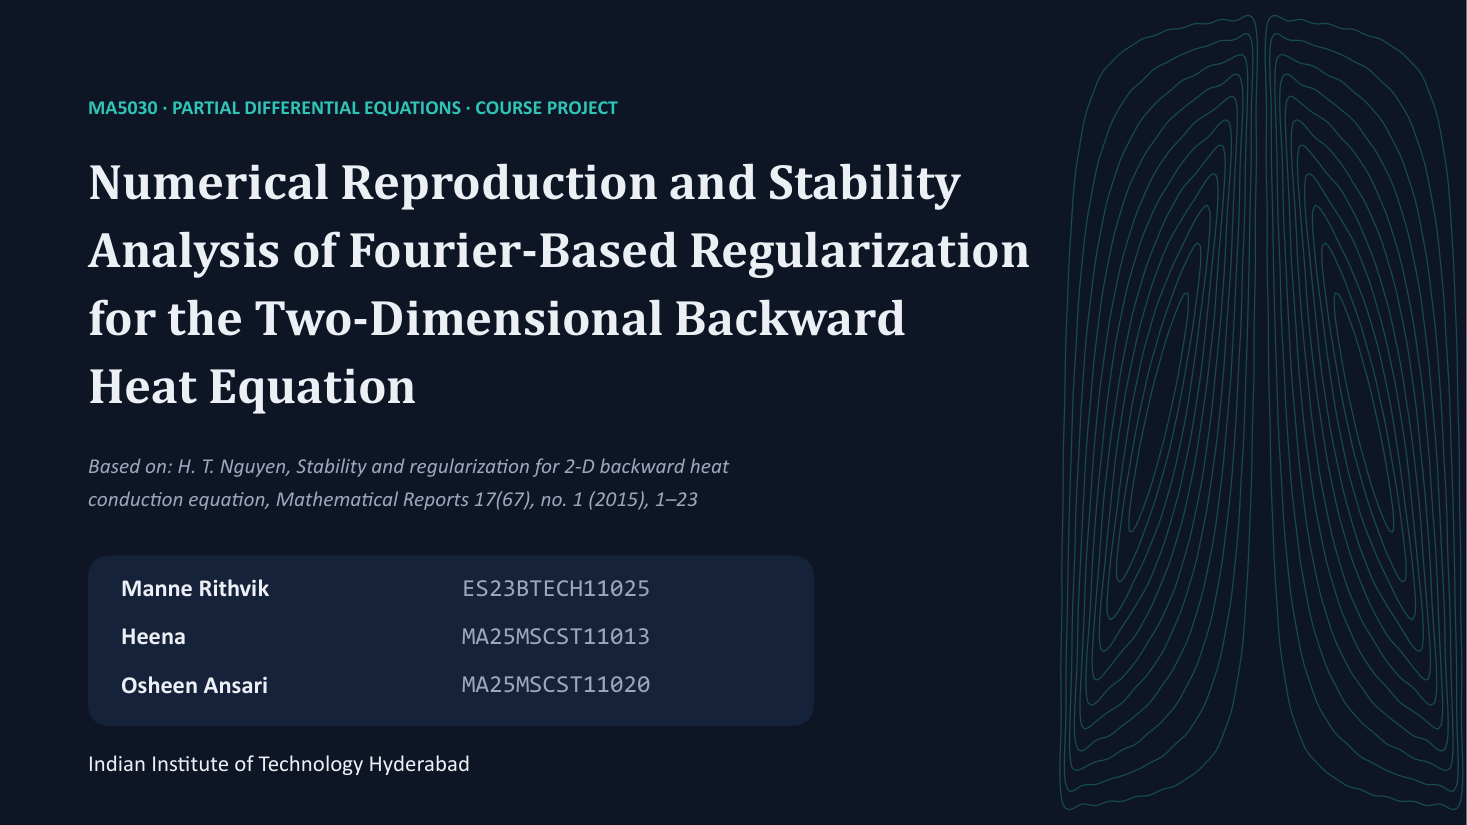 MA5030 · PARTIAL DIFFERENTIAL EQUATIONS · COURSE PROJECT
Numerical Reproduction and Stability
Analysis of Fourier-Based Regularization
for the Two-Dimensional Backward
Heat Equation
Based on: H. T. Nguyen, Stability and regularization for 2-D backward heat
conduction equation, Mathematical Reports 17(67), no. 1 (2015), 1–23
Manne Rithvik ES23BTECH11025
Heena MA25MSCST11013
Osheen Ansari MA25MSCST11020
Indian Institute of Technology Hyderabad